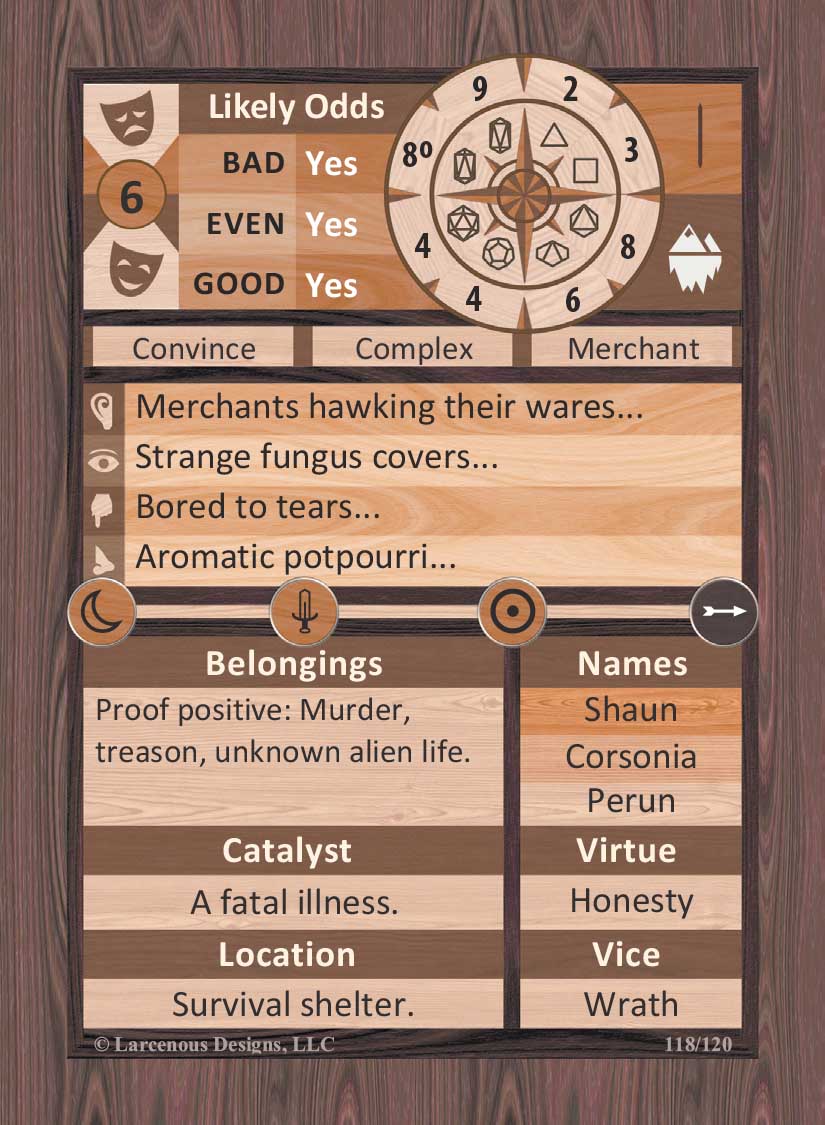 Likely Odds
BAD Yes
6
EVEN Yes
GOOD Yes
9 2
8⁰ 3
4 8
4 6
Convince Complex Merchant
Merchants hawking their wares...
Strange fungus covers...
Bored to tears...
Aromatic potpourri...
Belongings
Proof positive: Murder,
treason, unknown alien life.
Names
Shaun
Corsonia
Perun
Catalyst
A fatal illness.
Virtue
Honesty
Location
Survival shelter.
Vice
Wrath
© Larcenous Designs, LLC 118/120